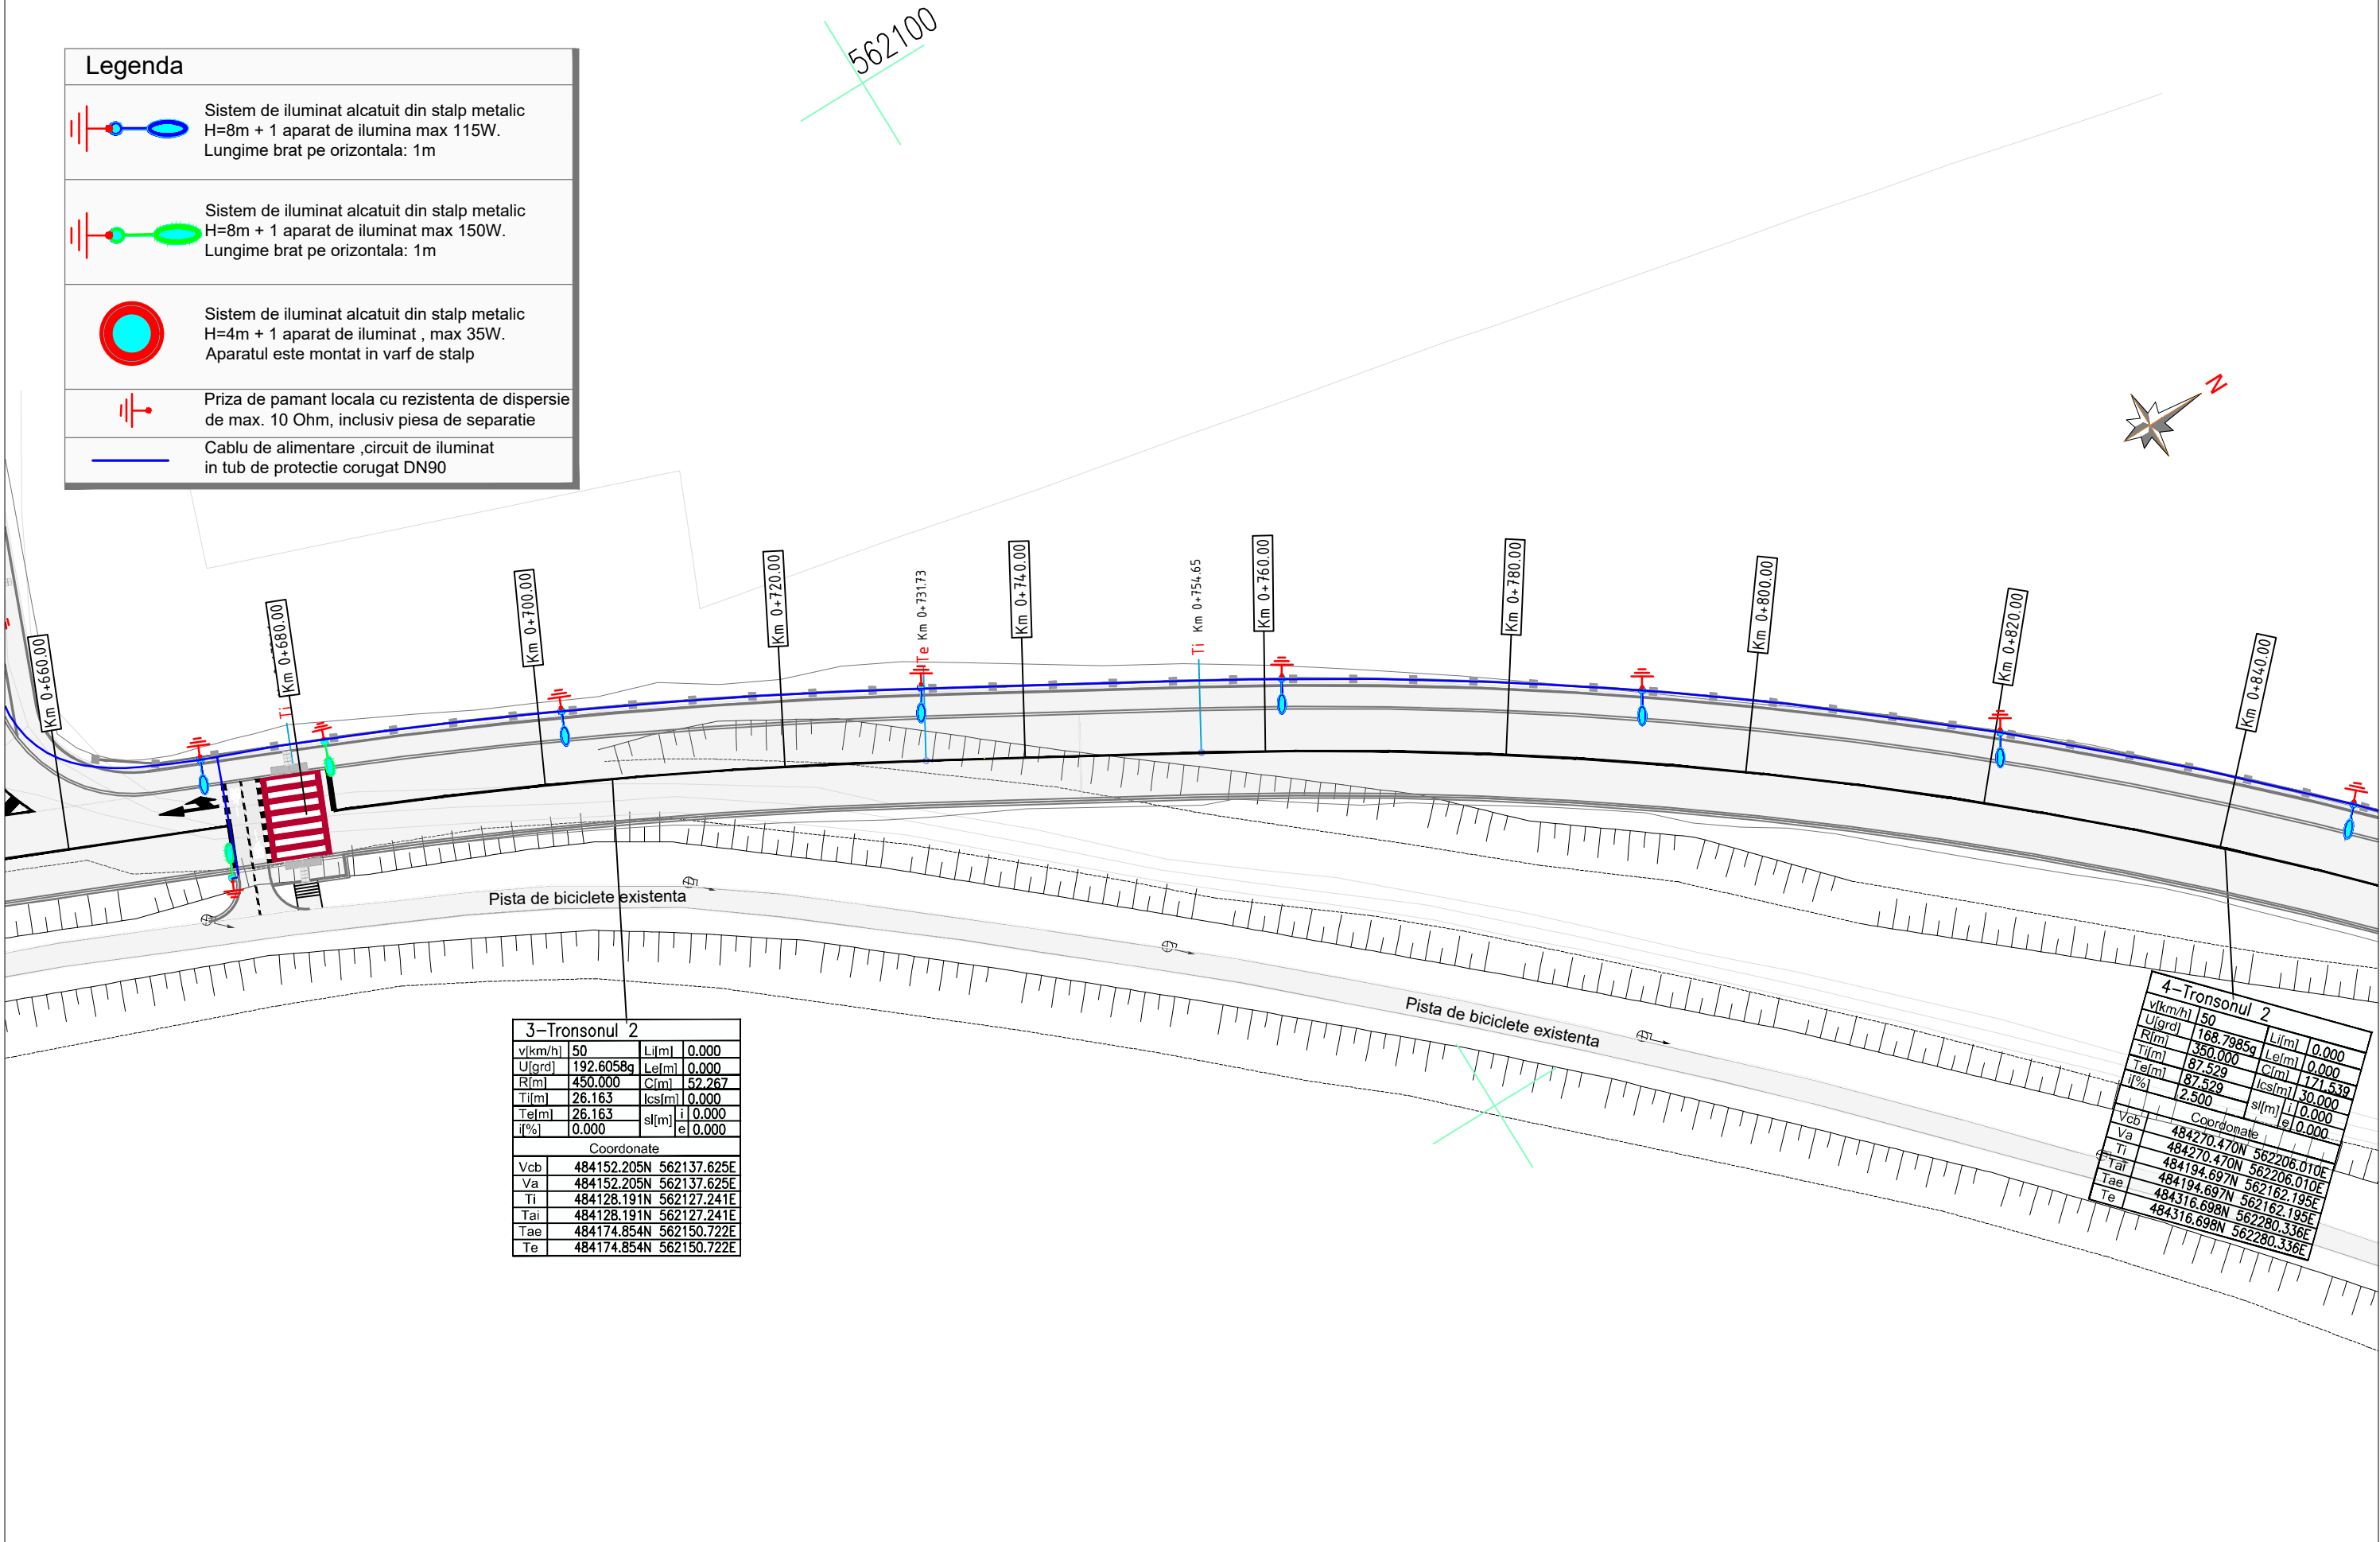 562100
Legenda
Sistem de iluminat alcatuit din stalp metalic
H=8m + 1 aparat de ilumina max 115W.
Lungime brat pe orizontala: 1m
Sistem de iluminat alcatuit din stalp metalic
H=8m + 1 aparat de iluminat max 150W.
Lungime brat pe orizontala: 1m
Sistem de iluminat alcatuit din stalp metalic
H=4m + 1 aparat de iluminat , max 35W.
Aparatul este montat in varf de stalp
Priza de pamant locala cu rezistenta de dispersie
de max. 10 Ohm, inclusiv piesa de separatie
Cablu de alimentare ,circuit de iluminat
in tub de protectie corugat DN90
N
Km 0+660.00
Km 0+680.00
Ti
Km 0+700.00
Km 0+720.00
Te Km 0+731.73
Km 0+740.00
Ti Km 0+754.65
Km 0+760.00
Km 0+780.00
Km 0+800.00
Km 0+820.00
Km 0+840.00
Pista de biciclete existenta
Pista de biciclete existenta
3-Tronsonul 2
v[km/h] 50 Li[m] 0.000
U[grd] 192.6058g Le[m] 0.000
R[m] 450.000 C[m] 52.267
Ti[m] 26.163 Ics[m] 0.000
Te[m] 26.163 sl[m] i 0.000
i[%] 0.000 e 0.000
Coordonate
Vcb 484152.205N 562137.625E
Va 484152.205N 562137.625E
Ti 484128.191N 562127.241E
Tai 484128.191N 562127.241E
Tae 484174.854N 562150.722E
Te 484174.854N 562150.722E
4-Tronsonul 2
v[km/h] 50 Li[m] 0.000
U[grd] 168.7985g Le[m] 0.000
R[m] 350.000 C[m] 171.539
Ti[m] 87.529 Ics[m] 30.000
Te[m] 87.529 sl[m] i 0.000
i[%] 2.500 e 0.000
Coordonate
Vcb 484270.470N 562206.010E
Va 484270.470N 562206.010E
Ti 484194.697N 562162.195E
Tai 484194.697N 562162.195E
Tae 484316.698N 562280.336E
Te 484316.698N 562280.336E